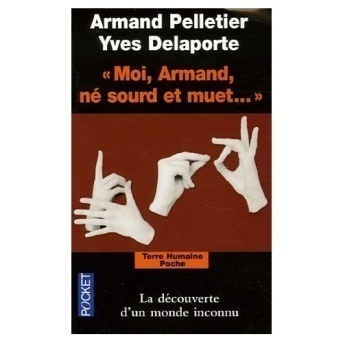 Armand Pelletier
Yves Delaporte
« Moi, Armand,
né sourd et muet... »
Terre Humaine
Poche
POCKET
La découverte
d'un monde inconnu